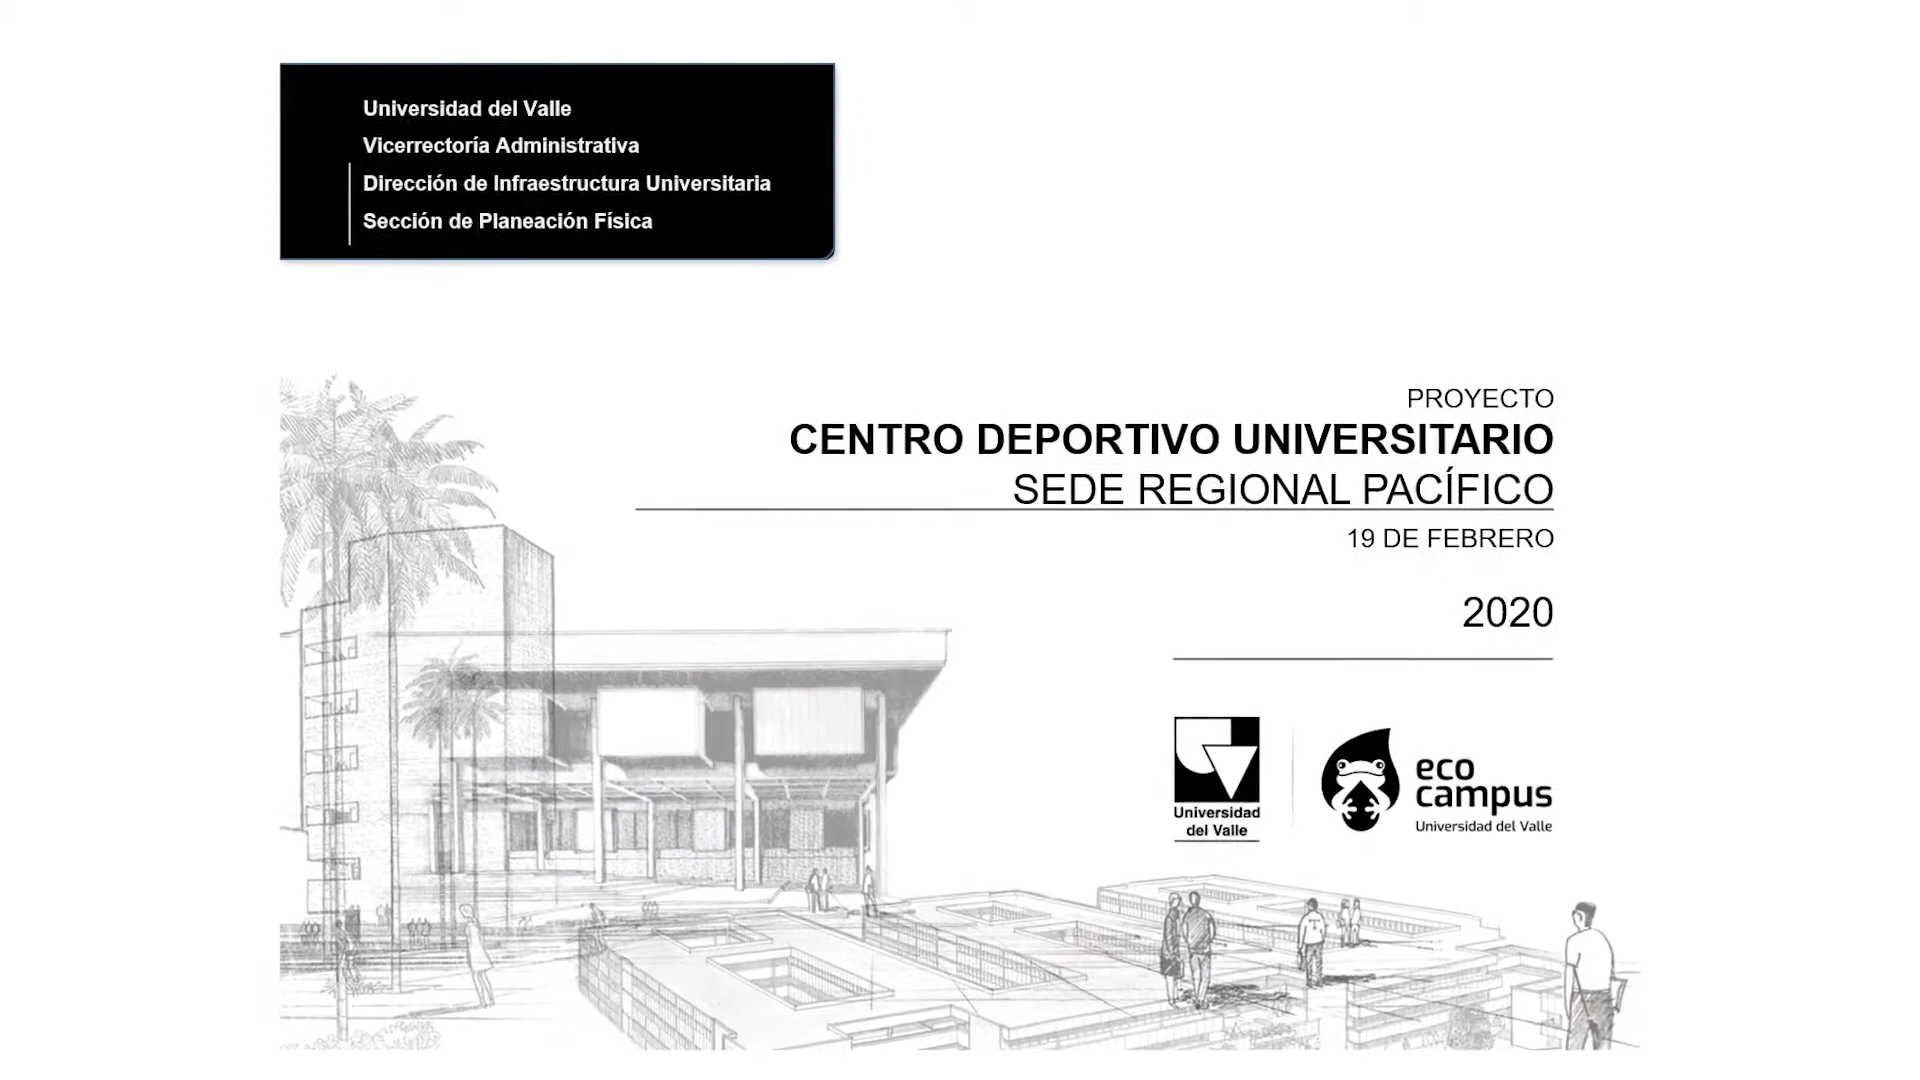 Universidad del Valle
Vicerrectoría Administrativa
Dirección de Infraestructura Universitaria
Sección de Planeación Física
PROYECTO
CENTRO DEPORTIVO UNIVERSITARIO
SEDE REGIONAL PACÍFICO
19 DE FEBRERO
2020
Universidad
del Valle
eco
campus
Universidad del Valle